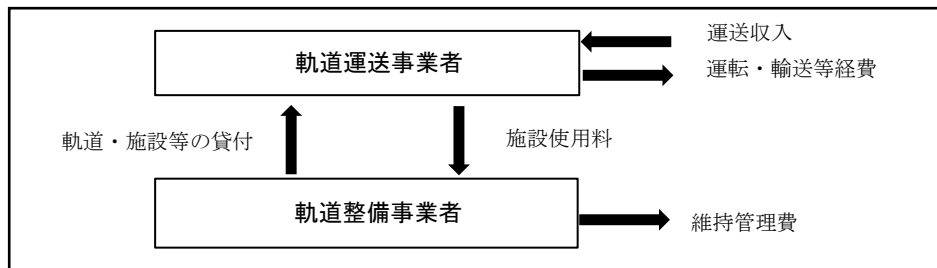 運送収入
軌道運送事業者
運転・輸送等経費
軌道・施設等の貸付
施設使用料
軌道整備事業者
維持管理費